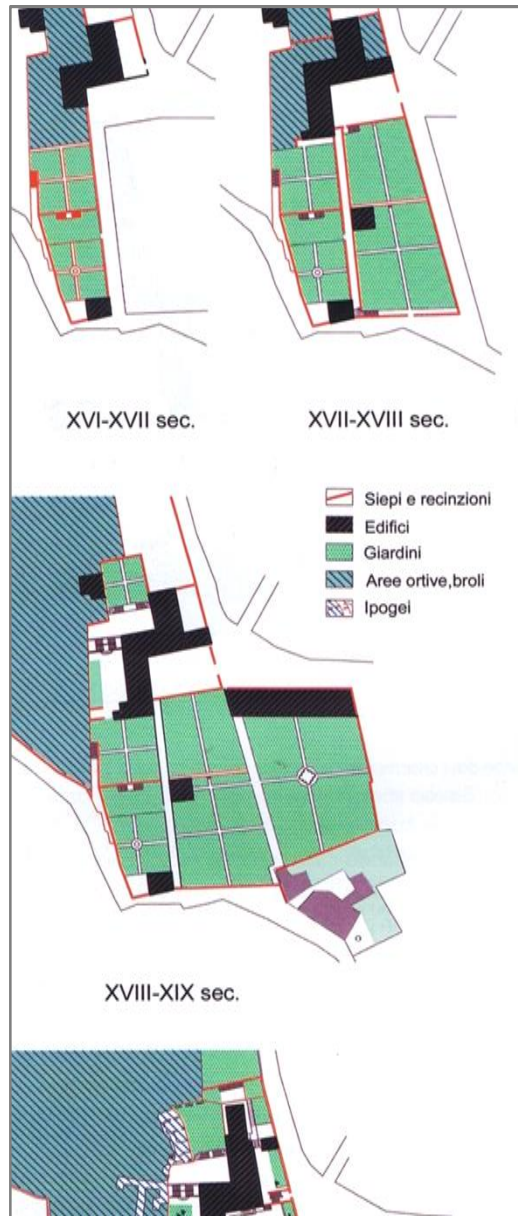 XVI-XVII sec.
XVII-XVIII sec.
Siepi e recinzioni
Edifici
Giardini
Aree ortive,broli
Ipogei
XVIII-XIX sec.